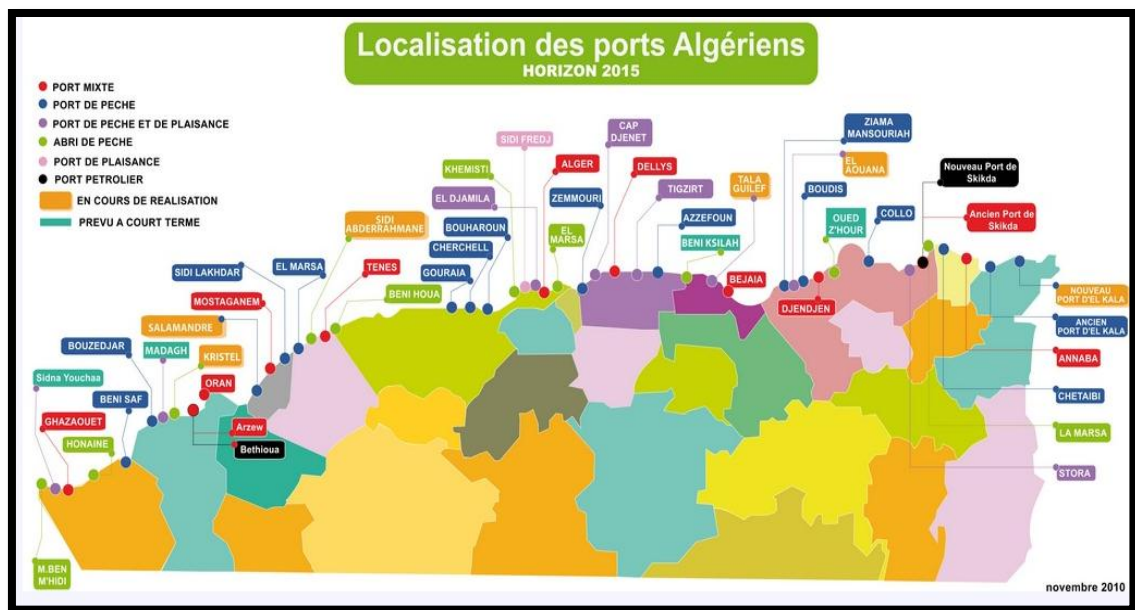 Localisation des ports Algériens
HORIZON 2015
PORT MIXTE
PORT DE PECHE
PORT DE PECHE ET DE PLAISANCE
ABRI DE PECHE
PORT DE PLAISANCE
PORT PETROLIER
EN COURS DE REALISATION
PREVU A COURT TERME
M.BEN
M'HIDI
Sidna Youchaa
GHAZAOUET
HONAINE
BENI SAF
BOUZEDJAR
MADAGH
KRISTEL
ORAN
Arzew
Bethioua
SALAMANDRE
MOSTAGANEM
SIDI LAKHDAR
EL MARSA
SIDI
ABDERRAHMANE
TENES
BENI HOUA
GOURAIA
CHERCHELL
BOUHAROUN
KHEMISTI
SIDI FREDJ
EL DJAMILA
ALGER
EL
MARSA
ZEMMOURI
CAP
DJENET
DELLYS
TIGZIRT
AZZEFOUN
BENI KSILAH
TALA
GUILEF
BEJAIA
ZIAMA
MANSOURIAH
EL
AOUANA
BOUDIS
DJENDJEN
OUED
Z'HOUR
COLLO
Nouveau Port de
Skikda
Ancien Port de
Skikda
NOUVEAU
PORT D'EL KALA
ANCIEN
PORT D'EL KALA
ANNABA
CHETAIBI
LA MARSA
STORA
novembre 2010